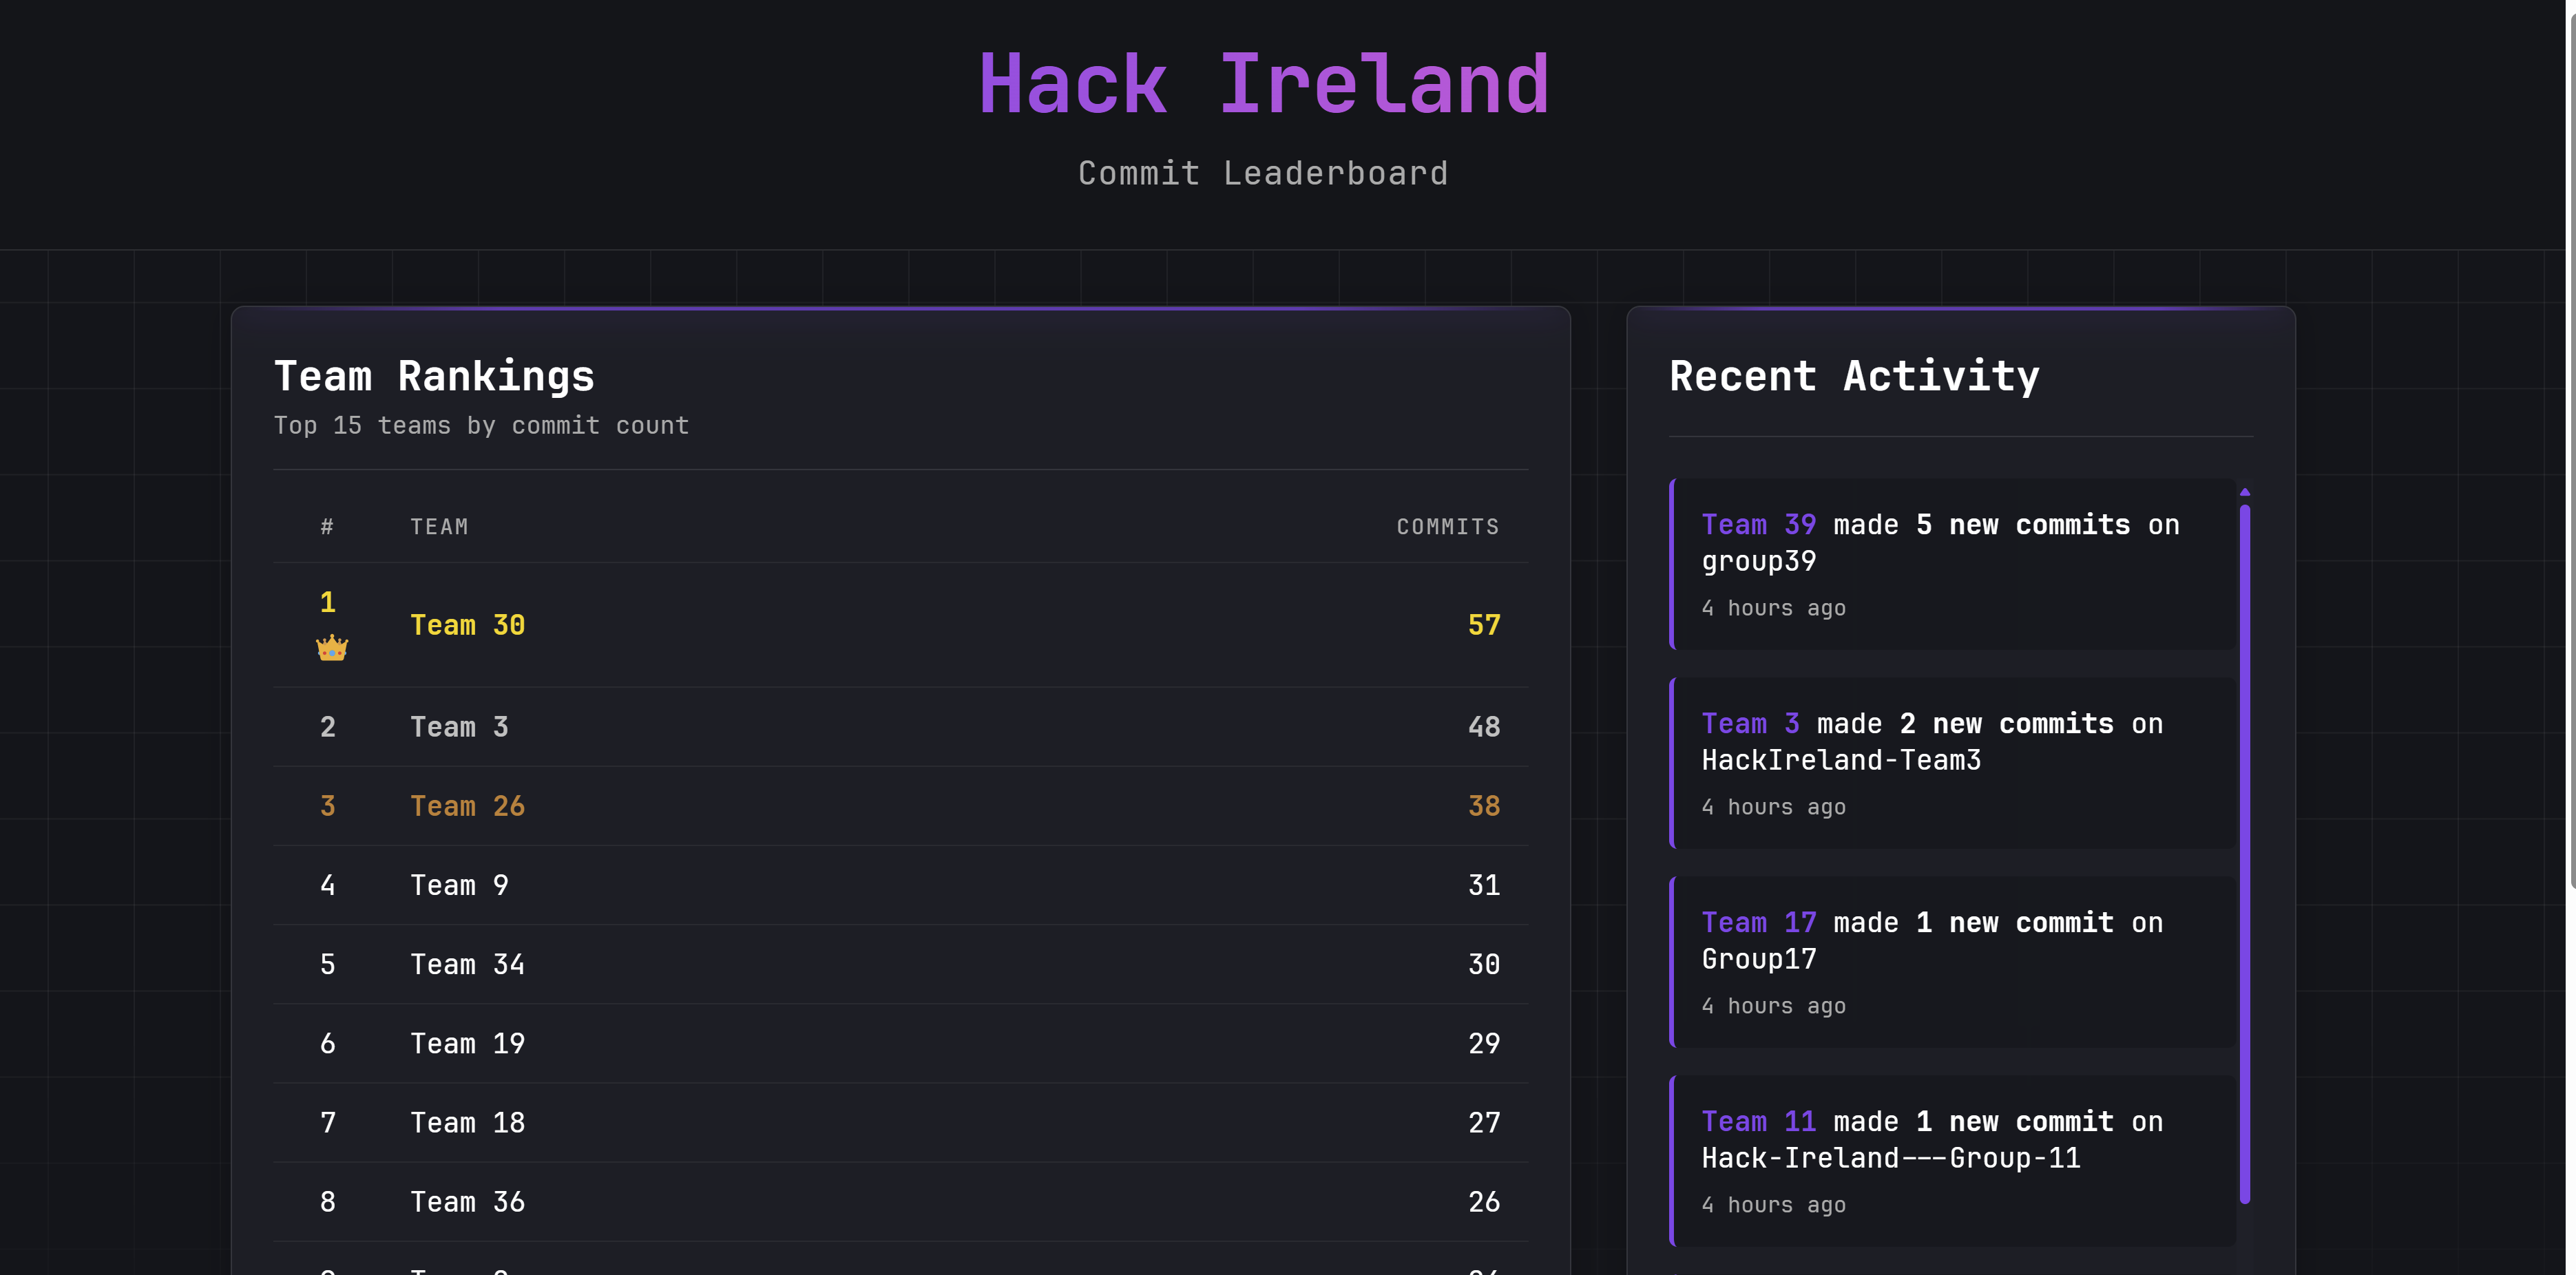 Hack Ireland
Commit Leaderboard
Team Rankings
Top 15 teams by commit count
# TEAM COMMITS
1 Team 30 57
2 Team 3 48
3 Team 26 38
4 Team 9 31
5 Team 34 30
6 Team 19 29
7 Team 18 27
8 Team 36 26
Recent Activity
Team 39 made 5 new commits on
group39
4 hours ago
Team 3 made 2 new commits on
HackIreland-Team3
4 hours ago
Team 17 made 1 new commit on
Group17
4 hours ago
Team 11 made 1 new commit on
Hack-Ireland---Group-11
4 hours ago